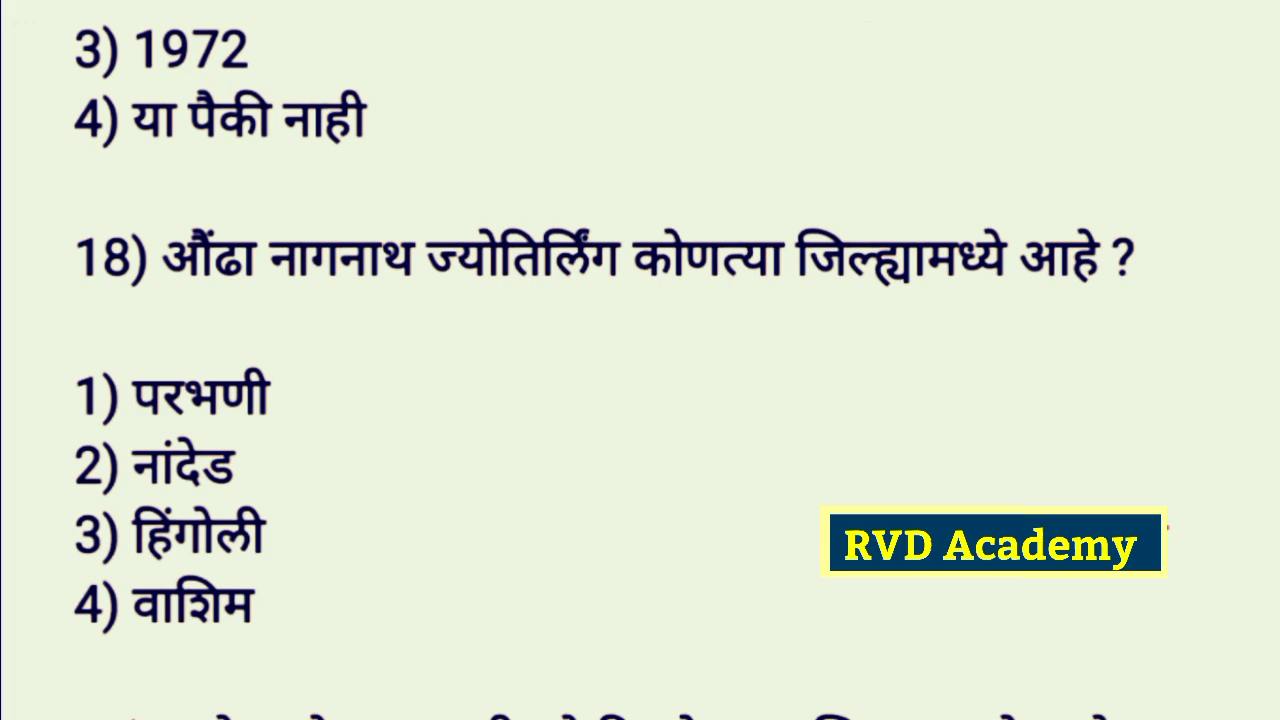 3) 1972
4) या पैकी नाही
18) औंढा नागनाथ ज्योतिर्लिंग कोणत्या जिल्ह्यामध्ये आहे ?
1) परभणी
2) नांदेड
3) हिंगोली
RVD Academy
4) वाशिम